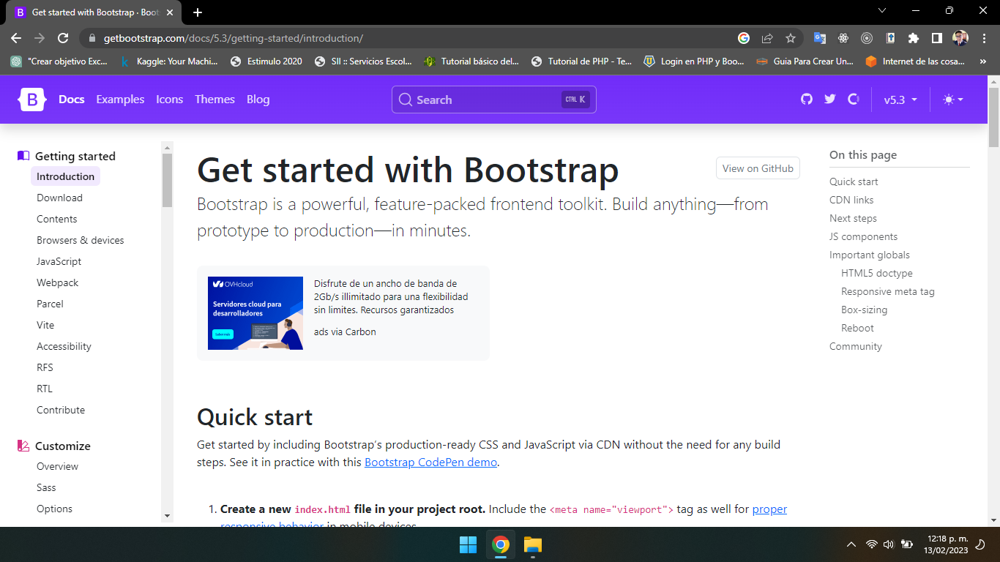 Get started with Bootstrap · Boot
getbootstrap.com/docs/5.3/getting-started/introduction/
"Crear objetivo Exc...
Kaggle: Your Machi...
Estimulo 2020
SII :: Servicios Escol...
Tutorial básico del...
Tutorial de PHP - Te...
Login en PHP y Boo...
Guia Para Crear Un...
Internet de las cosa...
B
Docs
Examples
Icons
Themes
Blog
Search
CTRL K
v5.3
Getting started
Introduction
Download
Contents
Browsers & devices
JavaScript
Webpack
Parcel
Vite
Accessibility
RFS
RTL
Contribute
Customize
Overview
Sass
Options
Get started with Bootstrap
View on GitHub
Bootstrap is a powerful, feature-packed frontend toolkit. Build anything—from
prototype to production—in minutes.
OVHcloud
Servidores cloud para
desarrolladores
Saber más
Disfrute de un ancho de banda de
2Gb/s illimitado para una flexibilidad
sin limites. Recursos garantizados
ads via Carbon
Quick start
Get started by including Bootstrap's production-ready CSS and JavaScript via CDN without the need for any build
steps. See it in practice with this Bootstrap CodePen demo.
1. Create a new index.html file in your project root. Include the <meta name="viewport"> tag as well for proper
responsive behavior in mobile devices.
On this page
Quick start
CDN links
Next steps
JS components
Important globals
HTML5 doctype
Responsive meta tag
Box-sizing
Reboot
Community
12:18 p. m.
13/02/2023